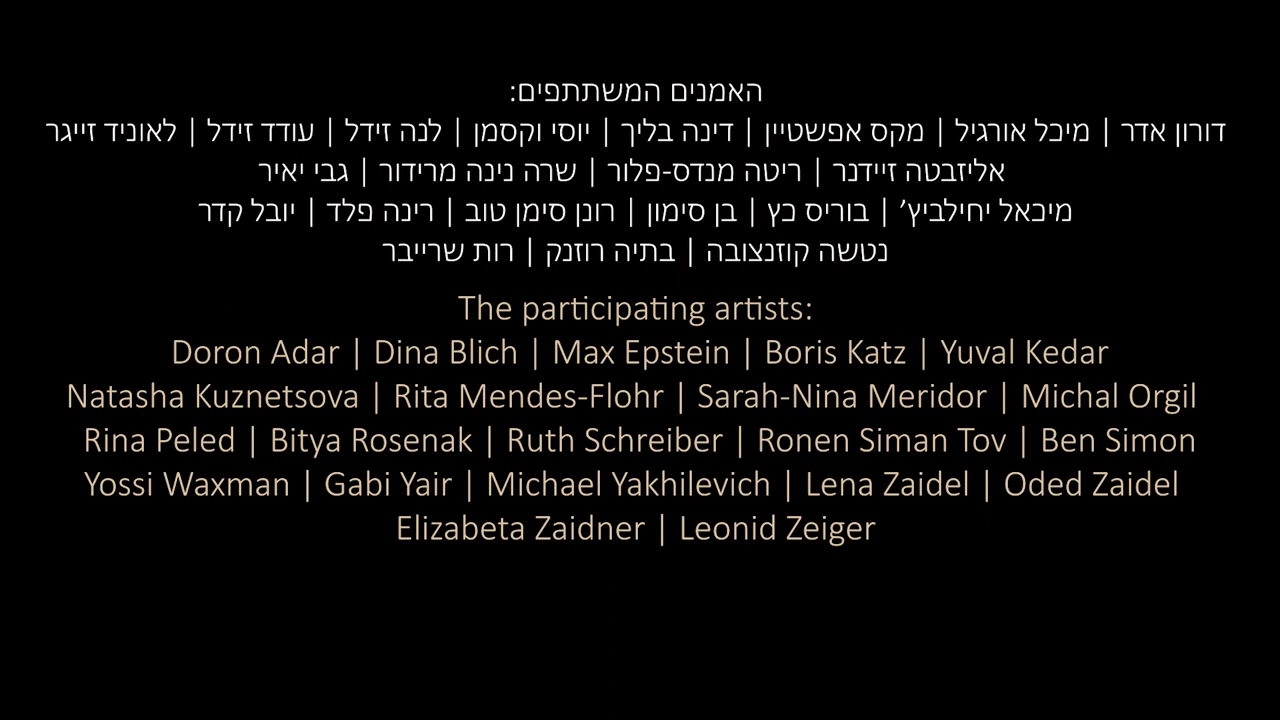 האמנים המשתתפים:
דורון אדר | מיכל אורגיל | מקס אפשטיין | דינה בליך | יוסי וקסמן | לנה זידל | עודד זידל | לאוניד זייגר
אליזבטה זיידנר | ריטה מנדס-פלור | שרה נינה מרידור | גבי יאיר
מיכאל יחילביץ׳ | בוריס כץ | בן סימון | רונן סימן טוב | רינה פלד | יובל קדר
נטשה קוזנצובה | בתיה רוזנק | רות שרייבר
The participating artists:
Doron Adar | Dina Blich | Max Epstein | Boris Katz | Yuval Kedar
Natasha Kuznetsova | Rita Mendes-Flohr | Sarah-Nina Meridor | Michal Orgil
Rina Peled | Bitya Rosenak | Ruth Schreiber | Ronen Siman Tov | Ben Simon
Yossi Waxman | Gabi Yair | Michael Yakhilevich | Lena Zaidel | Oded Zaidel
Elizabeta Zaidner | Leonid Zeiger